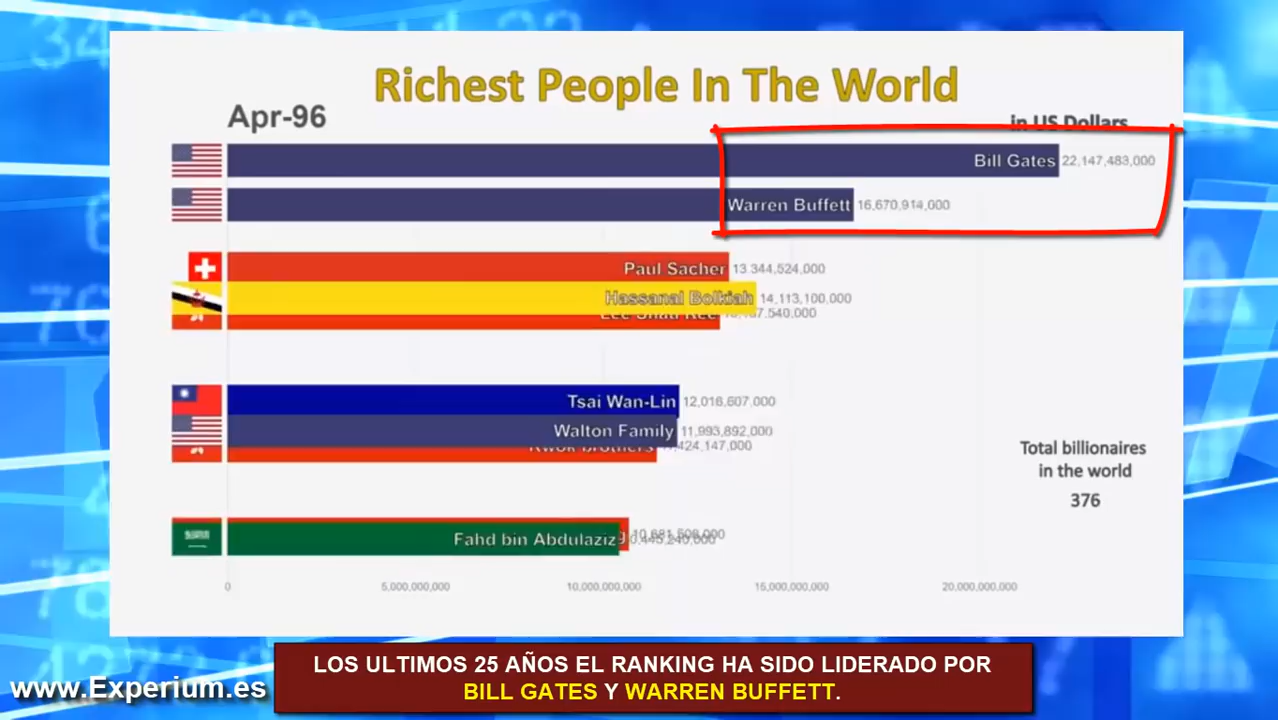 Richest People In The World
Apr-96
in US Dollars
Bill Gates 22,147,483,000
Warren Buffett 16,670,914,000
Paul Sacher 13,344,524,000
Hassanal Bolkiah 14,113,100,000
Tsai Wan-Lin 12,016,607,000
Walton Family 11,993,892,000
Kwok brothers
Fahd bin Abdulaziz
Total billionaires
in the world
376
0 5,000,000,000 10,000,000,000 15,000,000,000 20,000,000,000
LOS ULTIMOS 25 AÑOS EL RANKING HA SIDO LIDERADO POR
BILL GATES Y WARREN BUFFETT.
www.Experium.es